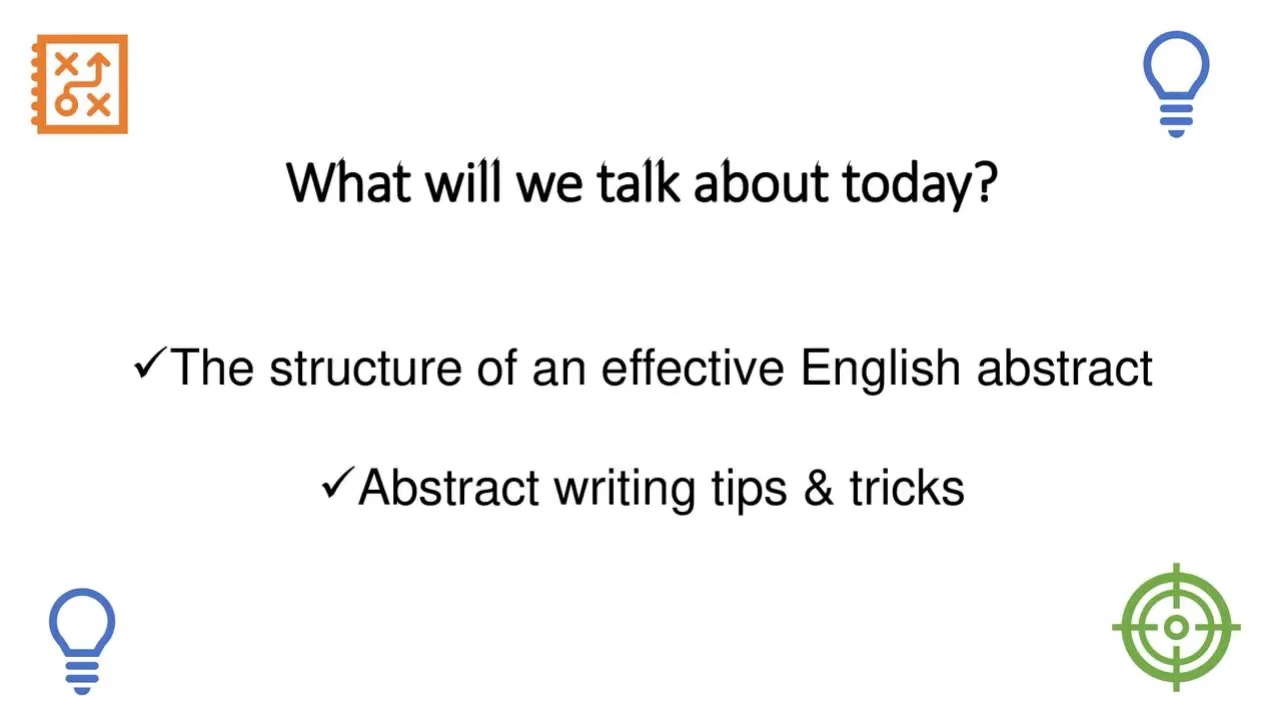 What will we talk about today?
✓The structure of an effective English abstract
✓Abstract writing tips & tricks